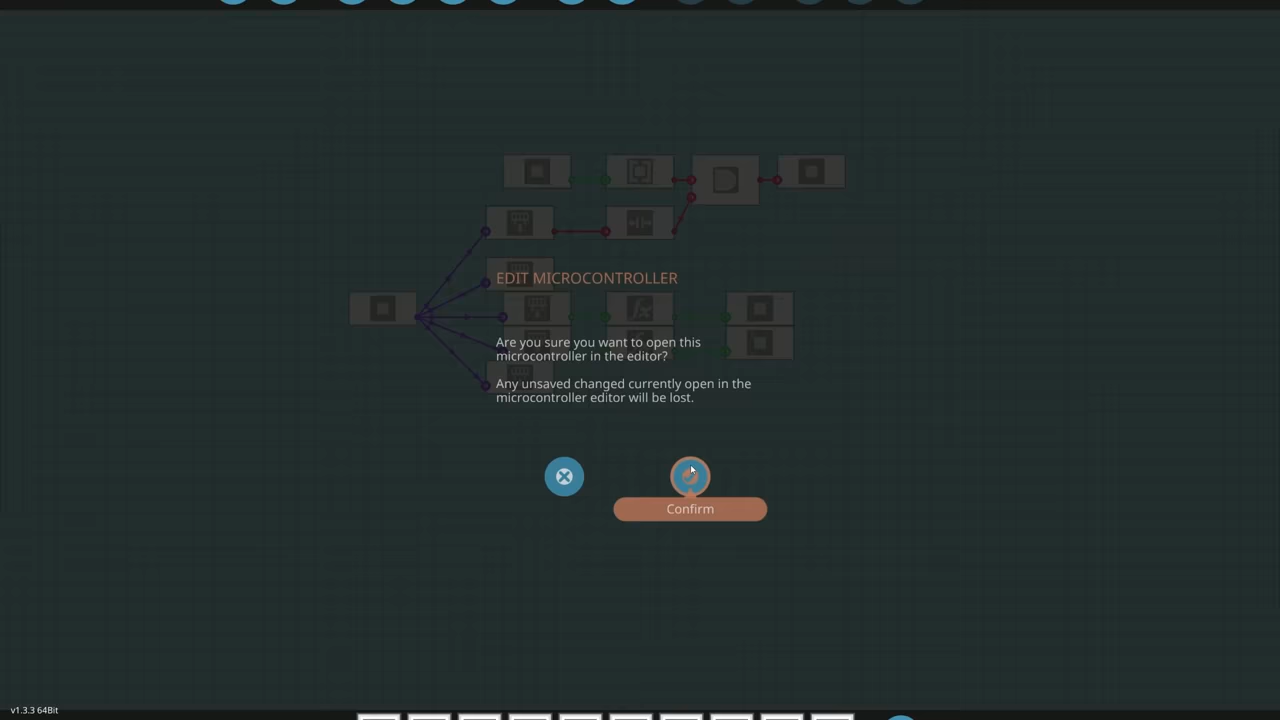 EDIT MICROCONTROLLER
Are you sure you want to open this
microcontroller in the editor?
Any unsaved changed currently open in the
microcontroller editor will be lost.
Confirm
v1.3.3 64Bit